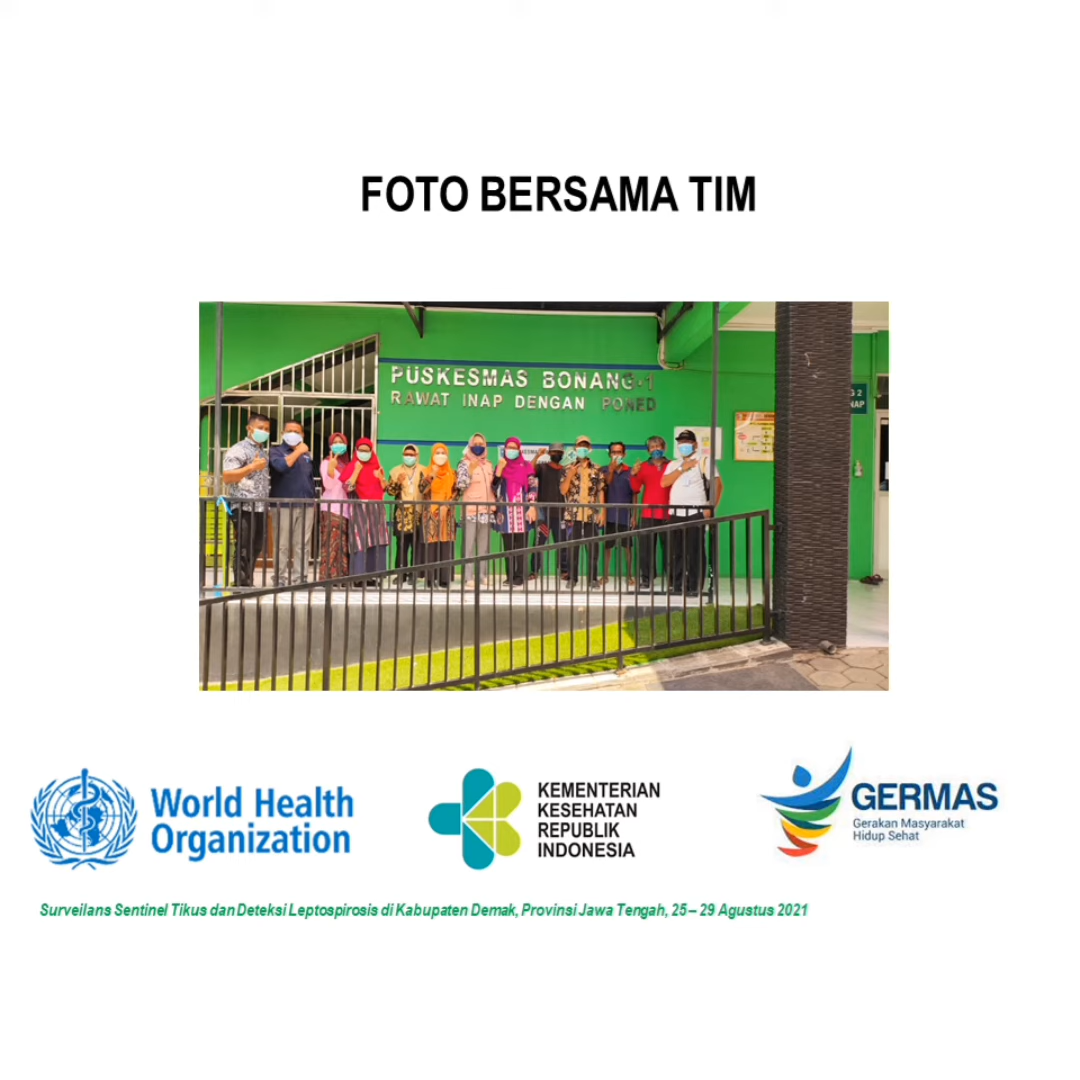 FOTO BERSAMA TIM
PUSKESMAS BONANG-1
RAWAT INAP DENGAN PONED
World Health
Organization
KEMENTERIAN
KESEHATAN
REPUBLIK
INDONESIA
GERMAS
Gerakan Masyarakat
Hidup Sehat
Surveilans Sentinel Tikus dan Deteksi Leptospirosis di Kabupaten Demak, Provinsi Jawa Tengah, 25 – 29 Agustus 2021